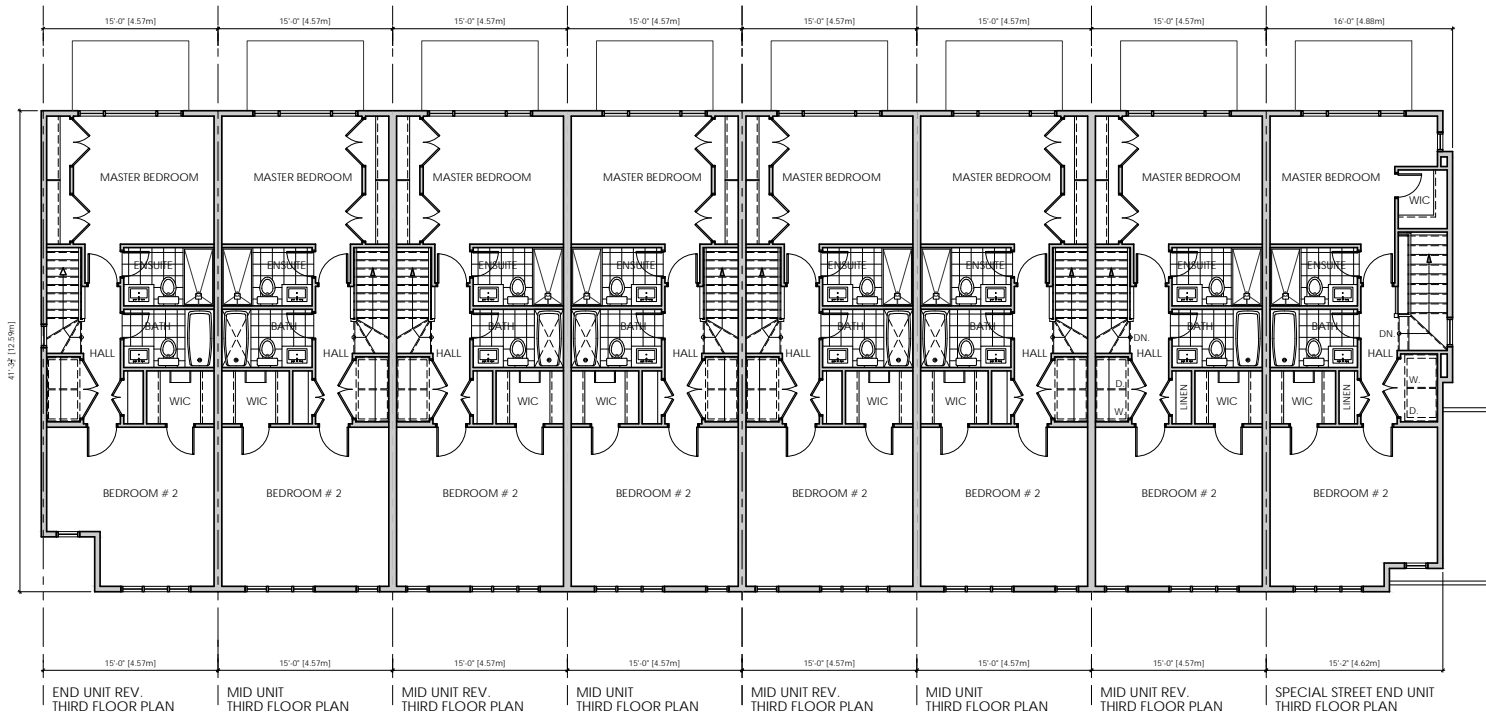 15'-0" [4.57m] 15'-0" [4.57m] 15'-0" [4.57m] 15'-0" [4.57m] 15'-0" [4.57m] 15'-0" [4.57m] 15'-0" [4.57m] 16'-0" [4.88m]
MASTER BEDROOM MASTER BEDROOM MASTER BEDROOM MASTER BEDROOM MASTER BEDROOM MASTER BEDROOM MASTER BEDROOM MASTER BEDROOM
WIC
ENSUITE ENSUITE ENSUITE ENSUITE ENSUITE ENSUITE ENSUITE ENSUITE
BATH BATH BATH BATH BATH BATH BATH BATH
DN. DN.
HALL HALL HALL HALL HALL HALL HALL HALL
[12.59m]
D. W.
WIC WIC WIC WIC WIC WIC LINEN WIC WIC LINEN
W. D.
BEDROOM # 2 BEDROOM # 2 BEDROOM # 2 BEDROOM # 2 BEDROOM # 2 BEDROOM # 2 BEDROOM # 2 BEDROOM # 2
15'-0" [4.57m] 15'-0" [4.57m] 15'-0" [4.57m] 15'-0" [4.57m] 15'-0" [4.57m] 15'-0" [4.57m] 15'-0" [4.57m] 15'-2" [4.62m]
END UNIT REV. MID UNIT MID UNIT REV. MID UNIT MID UNIT REV. MID UNIT MID UNIT REV. SPECIAL STREET END UNIT
THIRD FLOOR PLAN THIRD FLOOR PLAN THIRD FLOOR PLAN THIRD FLOOR PLAN THIRD FLOOR PLAN THIRD FLOOR PLAN THIRD FLOOR PLAN THIRD FLOOR PLAN